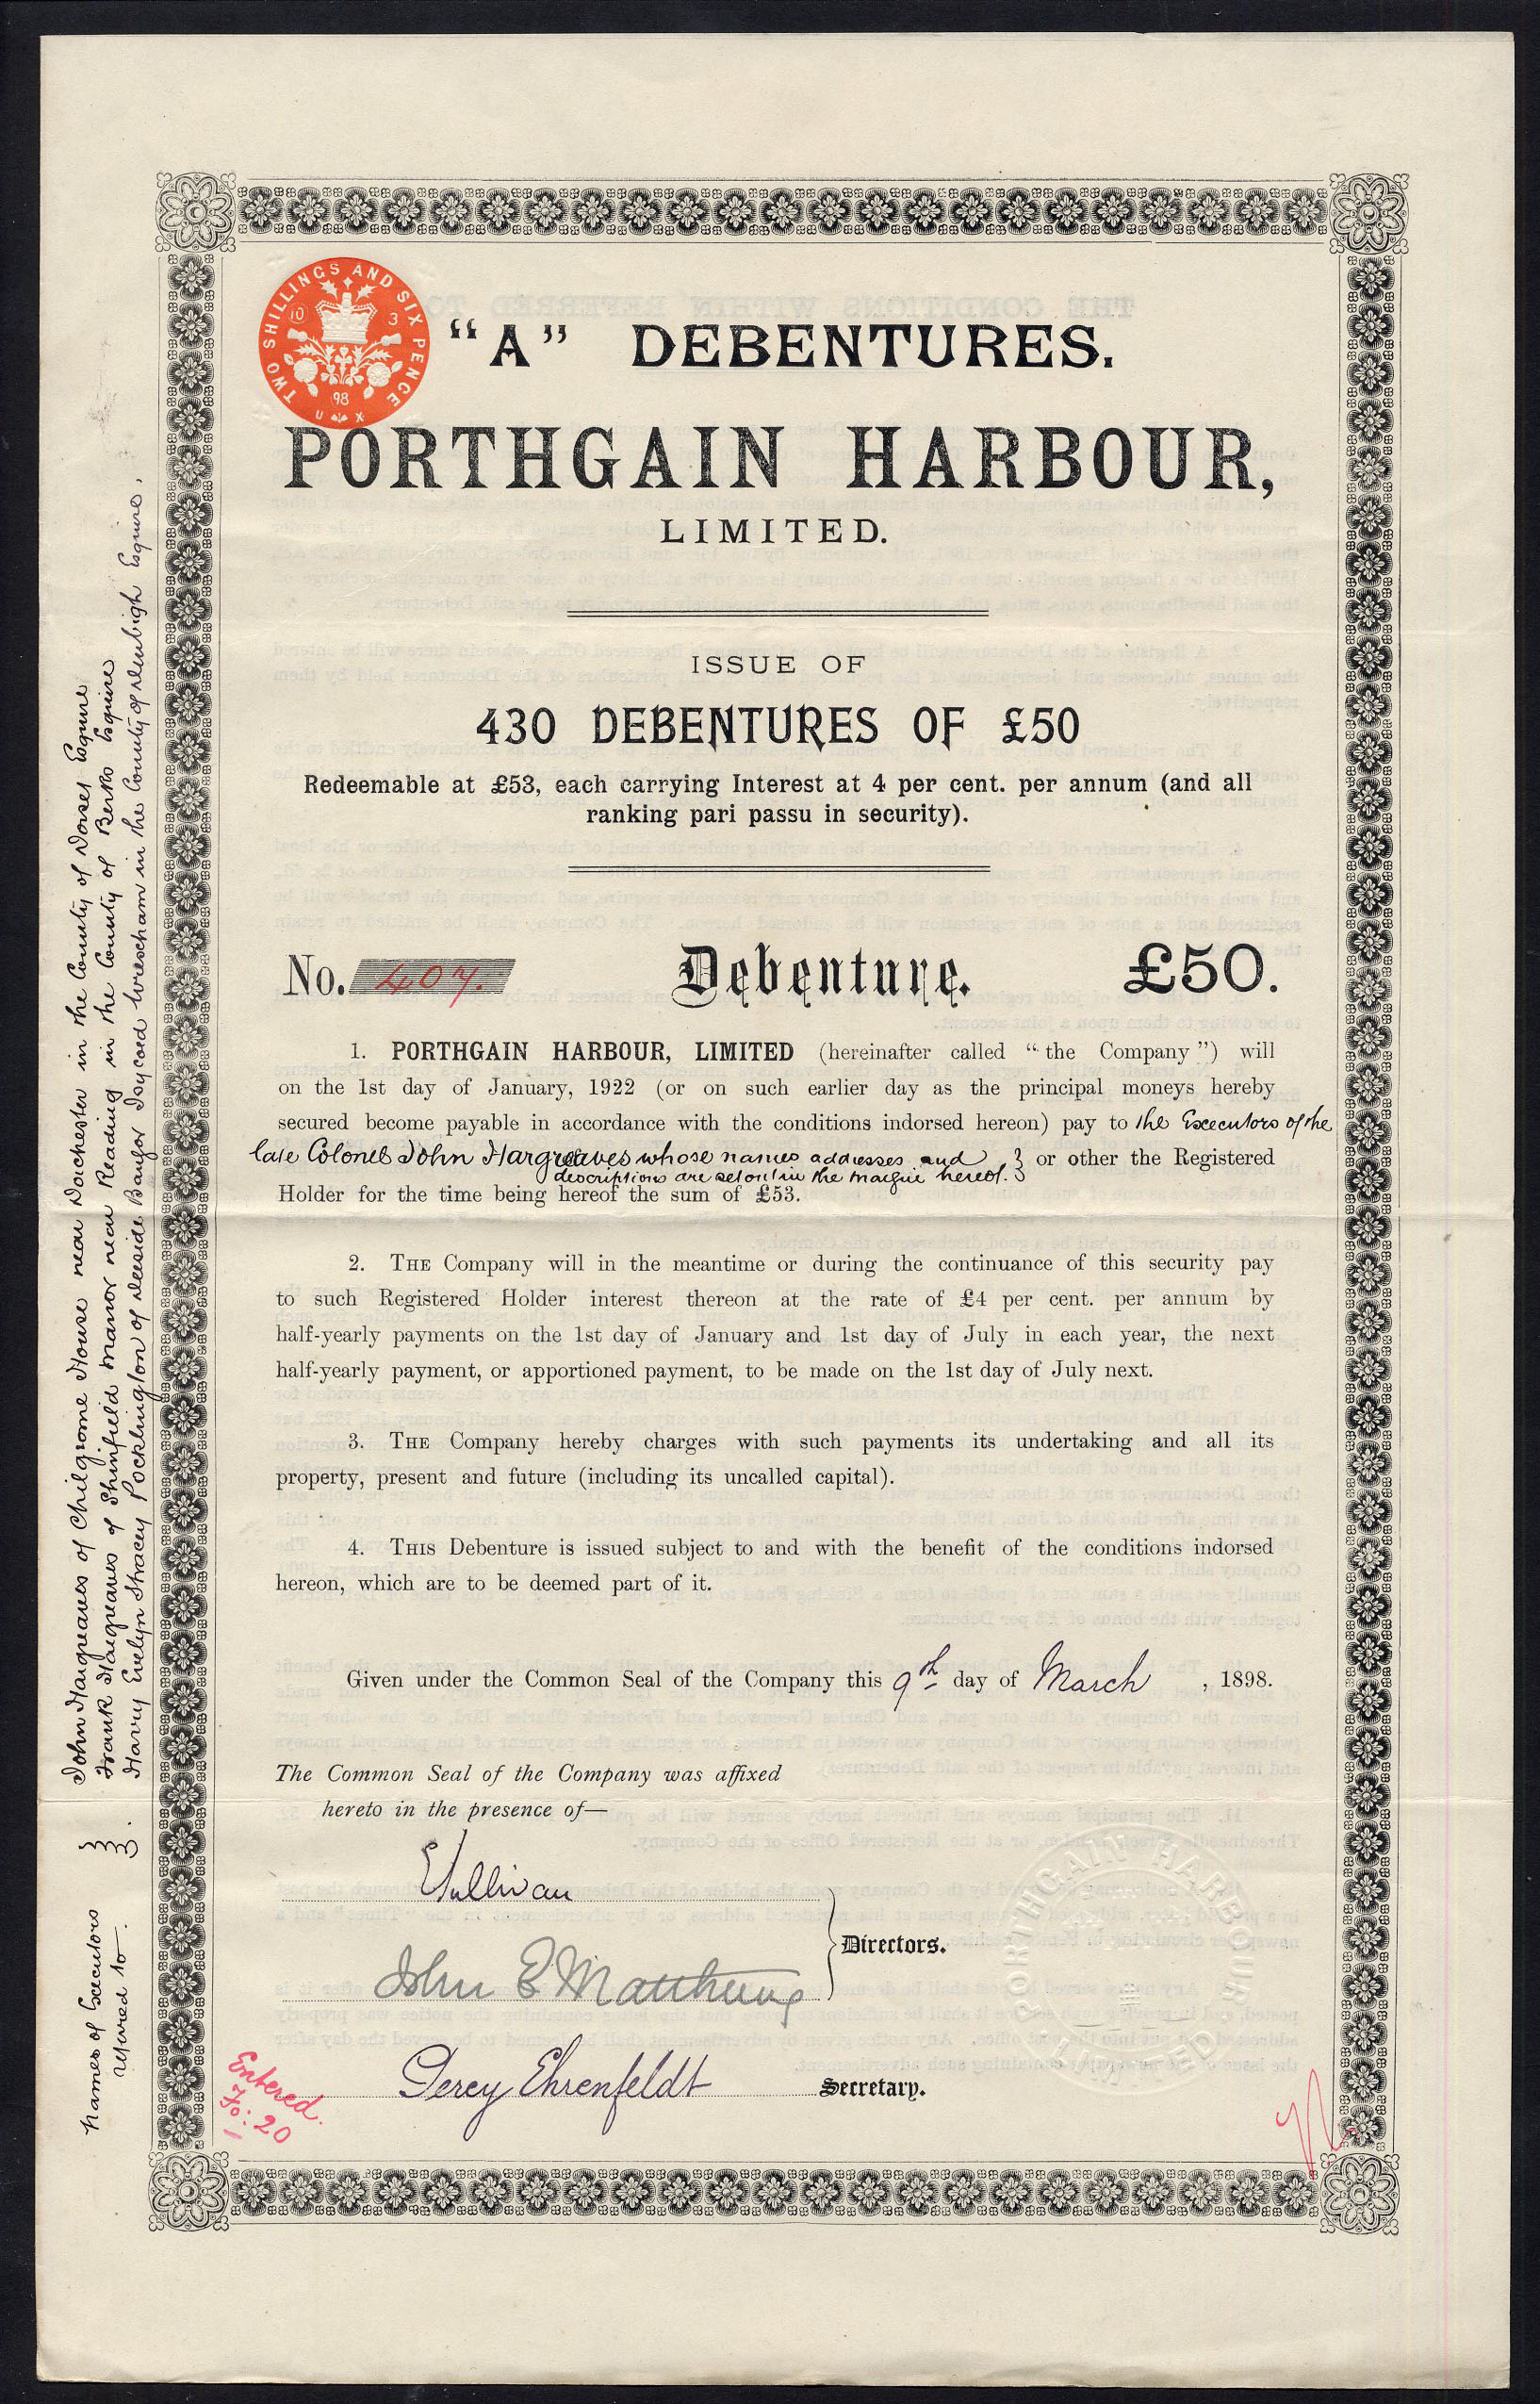 TWO SHILLINGS AND SIX PENCE
10 3
98
U X
"A" DEBENTURES.
PORTHGAIN HARBOUR,
LIMITED.
ISSUE OF
430 DEBENTURES OF £50
Redeemable at £53, each carrying Interest at 4 per cent. per annum (and all
ranking pari passu in security).
No. 407. Debenture. £50.
1. PORTHGAIN HARBOUR, LIMITED (hereinafter called "the Company") will
on the 1st day of January, 1922 (or on such earlier day as the principal moneys hereby
secured become payable in accordance with the conditions indorsed hereon) pay to the Executors of the
late Colonel John Hargreaves whose names addresses and
descriptions are set out in the margin hereof. } or other the Registered
Holder for the time being hereof the sum of £53.
2. THE Company will in the meantime or during the continuance of this security pay
to such Registered Holder interest thereon at the rate of £4 per cent. per annum by
half-yearly payments on the 1st day of January and 1st day of July in each year, the next
half-yearly payment, or apportioned payment, to be made on the 1st day of July next.
3. THE Company hereby charges with such payments its undertaking and all its
property, present and future (including its uncalled capital).
4. THIS Debenture is issued subject to and with the benefit of the conditions indorsed
hereon, which are to be deemed part of it.
Given under the Common Seal of the Company this 9th day of March, 1898.
The Common Seal of the Company was affixed
hereto in the presence of—
ESullivan
John E Matthews
Directors.
Percy Ehrenfeldt Secretary.
Entered.
Fo: 20
PORTHGAIN HARBOUR LIMITED
Names of Executors
referred to.
John Hargreaves of Chilgrome House near Dorchester in the County of Dorset Esquire
Frank Hargreaves of Shinfield Manor near Reading in the County of Berks Esquire
Harry Evelyn Stracey Pocklington of Deeside Bangor Isycoed Wrexcham in the County of Denbigh Esquire.